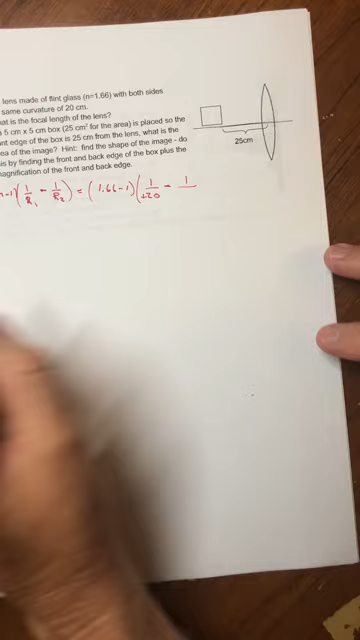 lens made of flint glass (n=1.66) with both sides
same curvature of 20 cm.
at is the focal length of the lens?
5 cm x 5 cm box (25 cm² for the area) is placed so the
nt edge of the box is 25 cm from the lens, what is the
ea of the image? Hint: find the shape of the image - do
is by finding the front and back edge of the box plus the
agnification of the front and back edge.
25cm
-1)(1/R₁ - 1/R₂) = (1.66-1)(1/+20 - 1/